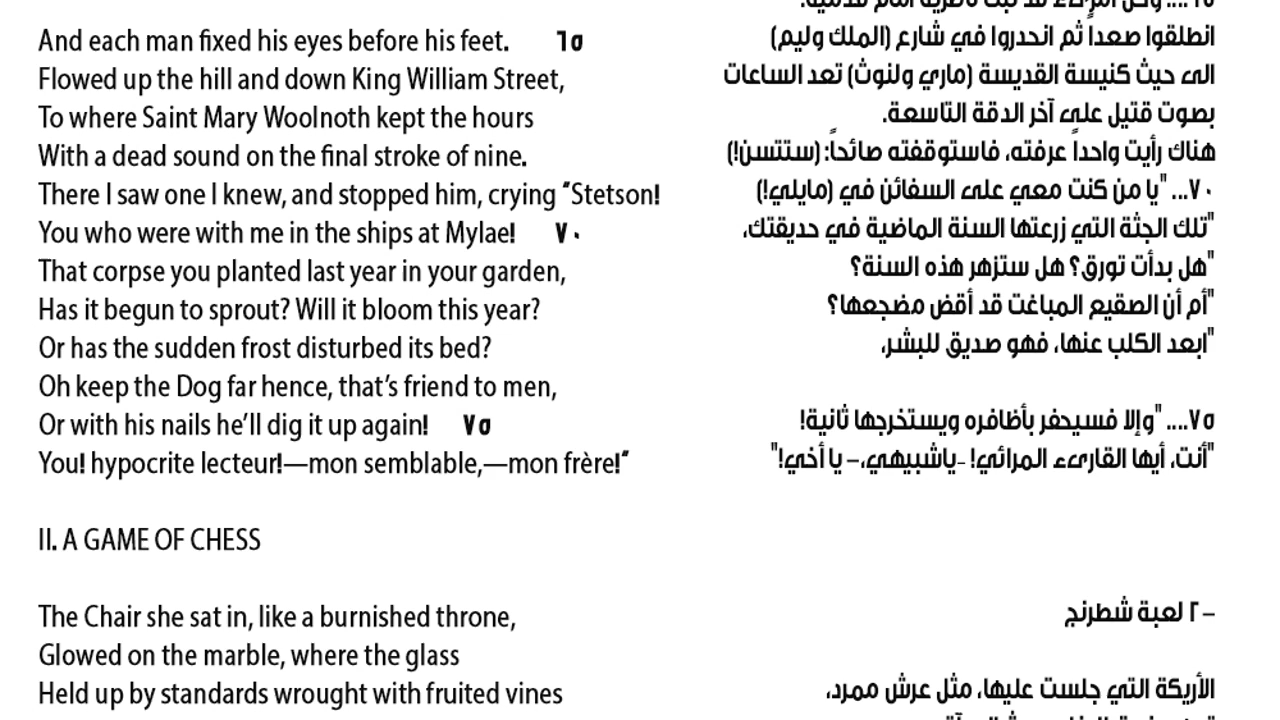 And each man fixed his eyes before his feet. ٦٥
Flowed up the hill and down King William Street,
To where Saint Mary Woolnoth kept the hours
With a dead sound on the final stroke of nine.
There I saw one I knew, and stopped him, crying “Stetson!
You who were with me in the ships at Mylae! ٧٠
That corpse you planted last year in your garden,
Has it begun to sprout? Will it bloom this year?
Or has the sudden frost disturbed its bed?
Oh keep the Dog far hence, that’s friend to men,
Or with his nails he’ll dig it up again! ٧٥
You! hypocrite lecteur!—mon semblable,—mon frère!”
II. A GAME OF CHESS
The Chair she sat in, like a burnished throne,
Glowed on the marble, where the glass
Held up by standards wrought with fruited vines
انطلقوا صعداً ثم انحدروا في شارع (الملك وليم)
الى حيث كنيسة القديسة (ماري ولنوث) تعد الساعات
بصوت قتيل على آخر الدقة التاسعة.
هناك رأيت واحداً عرفته، فاستوقفته صائحاً: (ستتسن!)
٧٠... "يا من كنت معي على السفائن في (مايلي!)
"تلك الجثة التي زرعتها السنة الماضية في حديقتك،
"هل بدأت تورق؟ هل ستزهر هذه السنة؟
"أم أن الصقيع المباغت قد أقض مضجعها؟
"ابعد الكلب عنها، فهو صديق للبشر،
٧٥.... "وإلا فسيحفر بأظافره ويستخرجها ثانية!
"أنت، أيها القارىء المرائي! -ياشبيهي،– يا أخي!"
– ٢ لعبة شطرنج
الأريكة التي جلست عليها، مثل عرش ممرد،